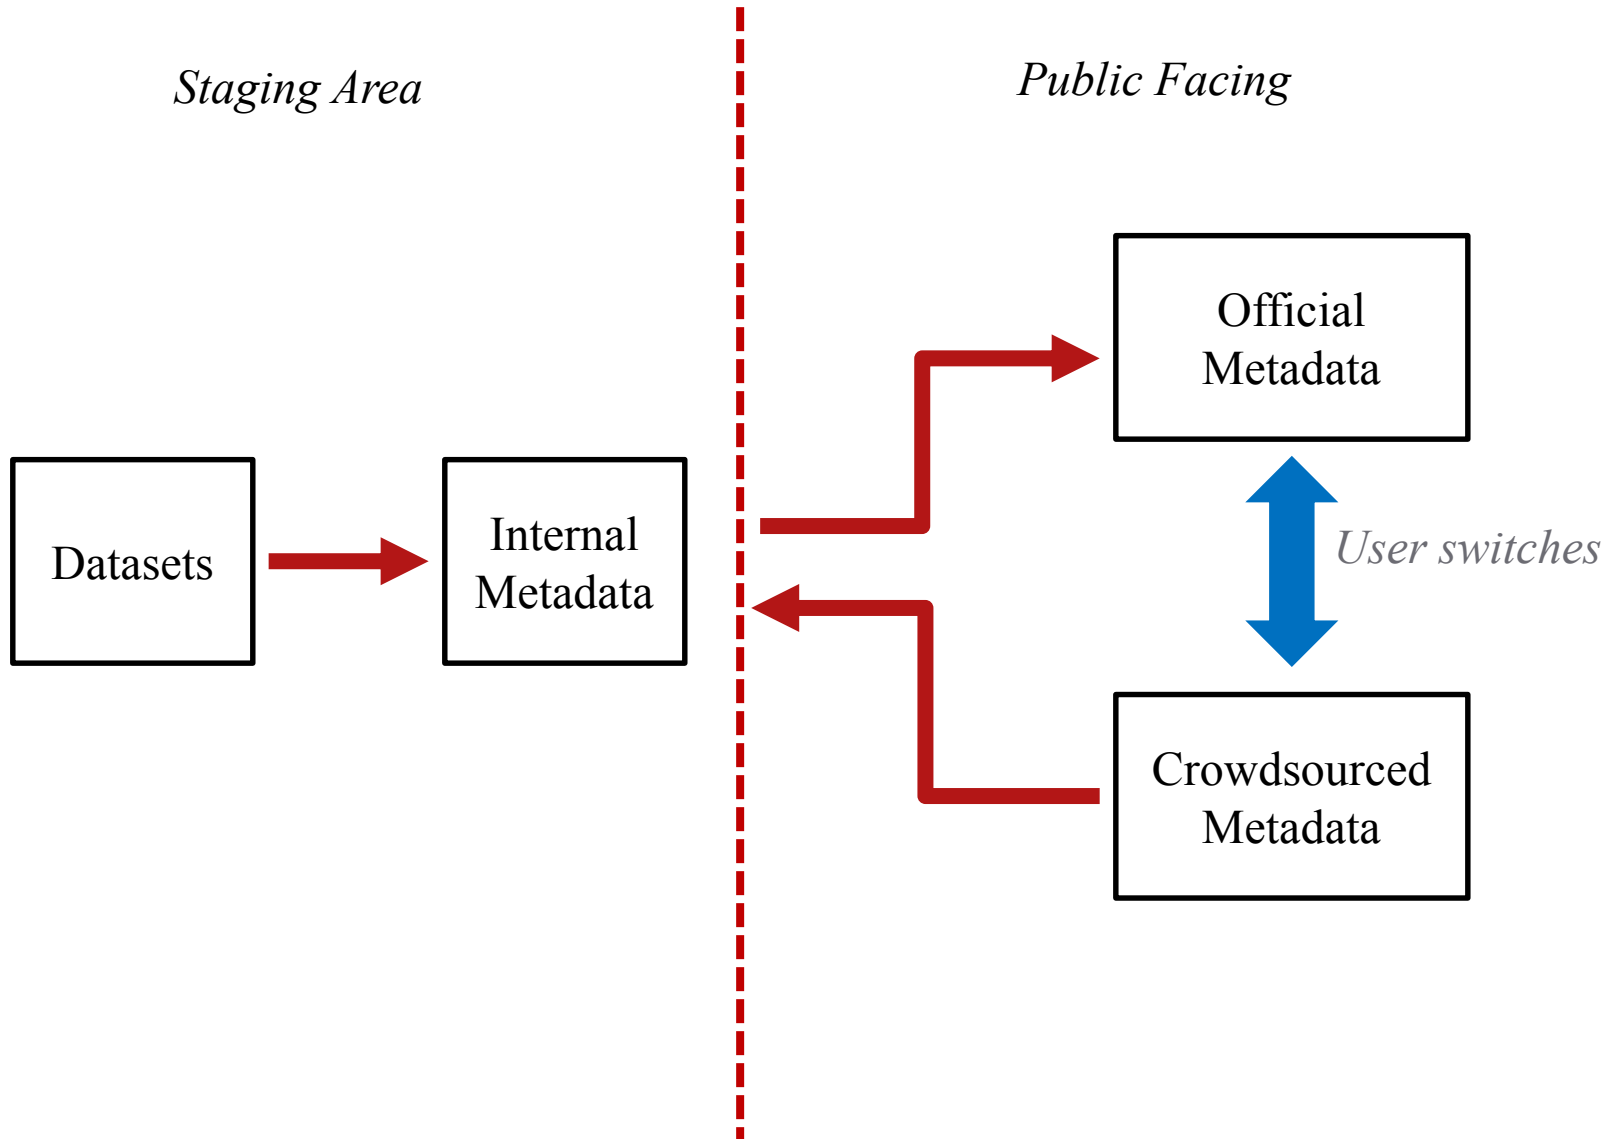 Staging Area
Public Facing
Official
Metadata
Datasets
Internal
Metadata
User switches
Crowdsourced
Metadata